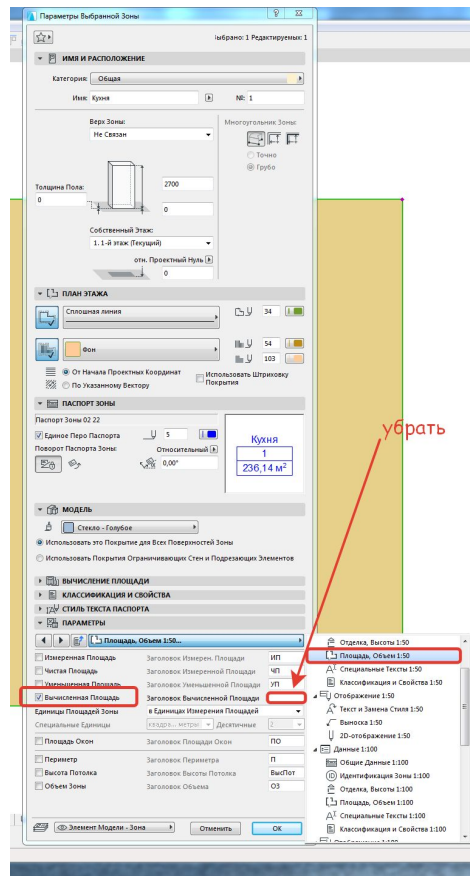 Параметры Выбранной Зоны
ыбрано: 1 Редактируемых: 1
ИМЯ И РАСПОЛОЖЕНИЕ
Категория: Общая
Имя: Кухня №: 1
Верх Зоны: Многоугольник Зоны:
Не Связан
Точно
Грубо
2700
Толщина Пола:
0
0
Собственный Этаж:
1. 1-й этаж (Текущий)
отн. Проектный Нуль
0
ПЛАН ЭТАЖА
Сплошная линия 34
Фон 54
103
От Начала Проектных Координат Использовать Штриховку Покрытия
По Указанному Вектору
ПАСПОРТ ЗОНЫ
Паспорт Зоны 02 22
Единое Перо Паспорта 5
Поворот Паспорта Зоны: Относительный
0,00°
Кухня
1
236,14 м²
убрать
МОДЕЛЬ
Стекло - Голубое
Использовать это Покрытие для Всех Поверхностей Зоны
Использовать Покрытия Ограничивающих Стен и Подрезающих Элементов
ВЫЧИСЛЕНИЕ ПЛОЩАДИ
КЛАССИФИКАЦИЯ И СВОЙСТВА
СТИЛЬ ТЕКСТА ПАСПОРТА
ПАРАМЕТРЫ
Площадь, Объем 1:50...
Измеренная Площадь Заголовок Измерен. Площади ИП
Чистая Площадь Заголовок Измеренной Площади ЧП
Уменьшенная Площадь Заголовок Уменьшенной Площади УП
Вычисленная Площадь Заголовок Вычисленной Площади
Единицы Площадей Зоны в Единицах Измерения Площадей
Специальные Единицы квадра... метры Десятичные 2
Площадь Окон Заголовок Площади Окон ПО
Периметр Заголовок Периметра П
Высота Потолка Заголовок Высоты Потолка ВысПот
Объем Зоны Заголовок Объема ОЗ
Элемент Модели - Зона Отменить ОК
Отделка, Высоты 1:50
Площадь, Объем 1:50
Специальные Тексты 1:50
Классификация и Свойства 1:50
Отображение 1:50
Текст и Замена Стиля 1:50
Выноска 1:50
2D-отображение 1:50
Данные 1:100
Общие Данные 1:100
Идентификация Зоны 1:100
Отделка, Высоты 1:100
Площадь, Объем 1:100
Специальные Тексты 1:100
Классификация и Свойства 1:100